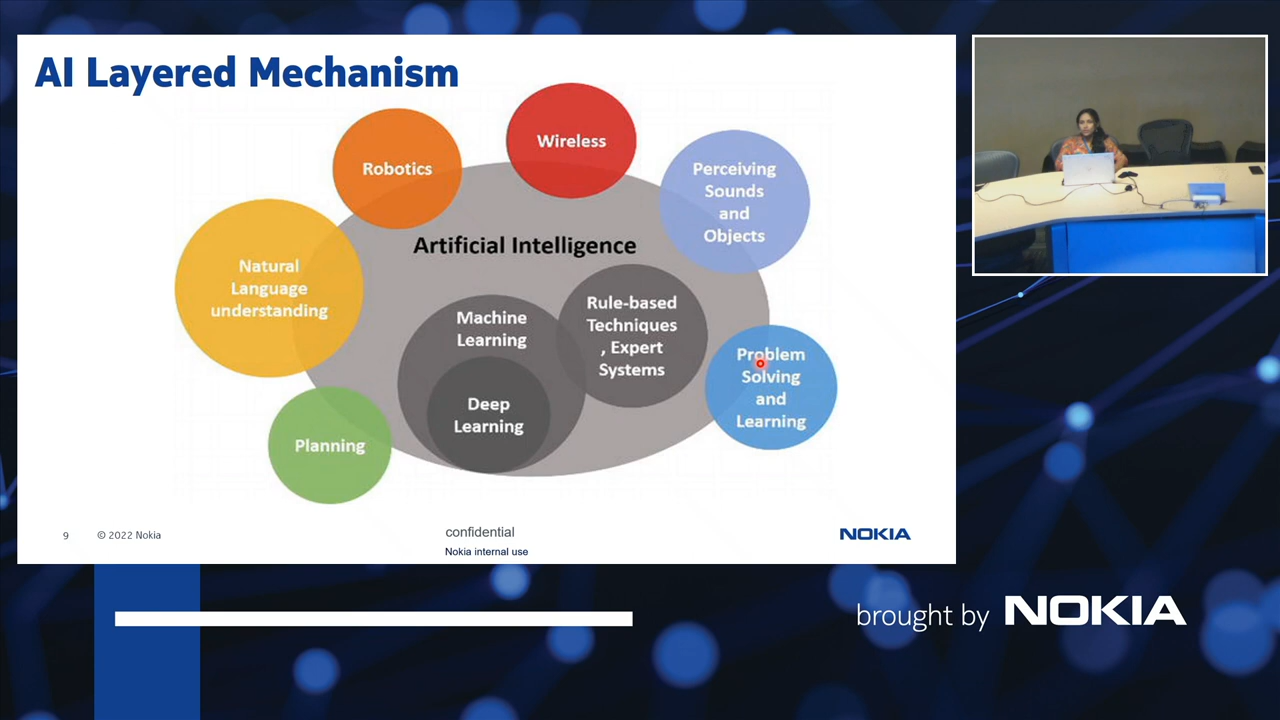 AI Layered Mechanism
Wireless
Robotics
Perceiving
Sounds
and
Objects
Artificial Intelligence
Natural
Language
understanding
Machine
Learning
Rule-based
Techniques
, Expert
Systems
Problem
Solving
and
Learning
Deep
Learning
Planning
9
© 2022 Nokia
confidential
Nokia internal use
NOKIA
brought by NOKIA